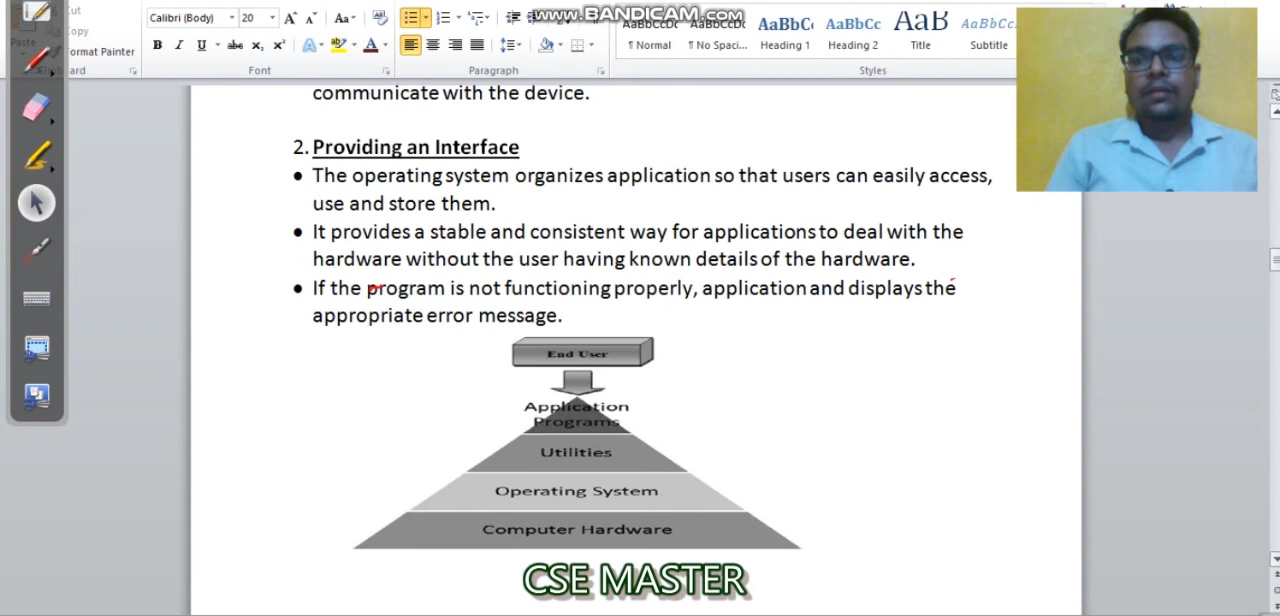 Cut
Copy
Paste
Format Painter
Calibri (Body) 20
Font
Paragraph
www.BANDICAM.com
AaBbCcDc AaBbCcDc AaBbC AaBbCc AaB AaBbCc
¶ Normal ¶ No Spaci... Heading 1 Heading 2 Title Subtitle
Styles
communicate with the device.
2. Providing an Interface
• The operating system organizes application so that users can easily access,
use and store them.
• It provides a stable and consistent way for applications to deal with the
hardware without the user having known details of the hardware.
• If the program is not functioning properly, application and displays the
appropriate error message.
End User
Application
Programs
Utilities
Operating System
Computer Hardware
CSE MASTER